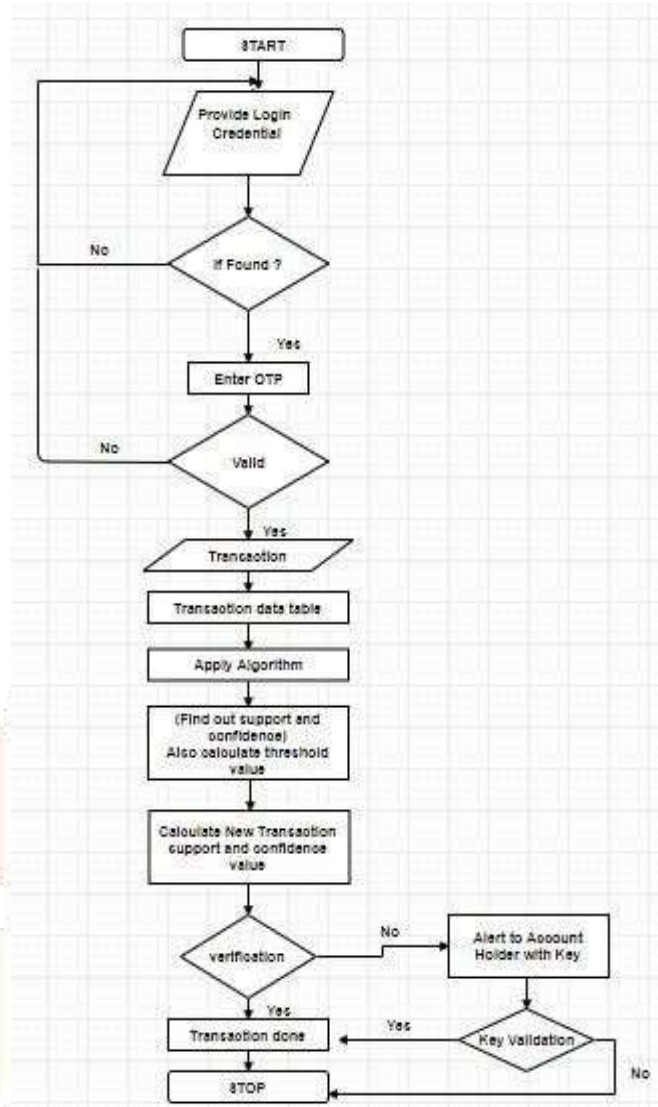 START
Provide Login
Credential
If Found ?
No
Yes
Enter OTP
Valid
No
Yes
Transaction
Transaction data table
Apply Algorithm
(Find out support and
confidence)
Also calculate threshold
value
Calculate New Transaction
support and confidence
value
verification
No
Alert to Account
Holder with Key
Yes
Transaction done
Yes
Key Validation
No
STOP